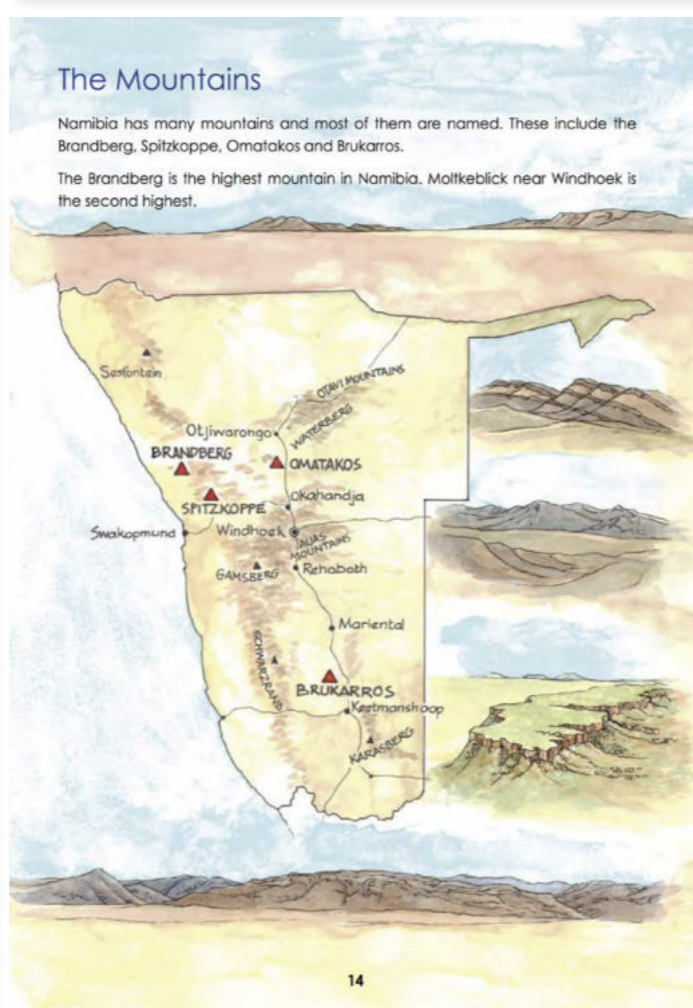 The Mountains
Namibia has many mountains and most of them are named. These include the
Brandberg, Spitzkoppe, Omatakos and Brukarros.
The Brandberg is the highest mountain in Namibia. Moltkeblick near Windhoek is
the second highest.
Sesfontein
OTAVI MOUNTAINS
WATERBERG
Otjiwarongo
BRANDBERG
OMATAKOS
Okahandja
SPITZKOPPE
Swakopmund
Windhoek
AUAS
MOUNTAINS
GAMSBERG
Rehoboth
Mariental
SCHWARZRAND
BRUKARROS
Keetmanshoop
KARASBERG
14